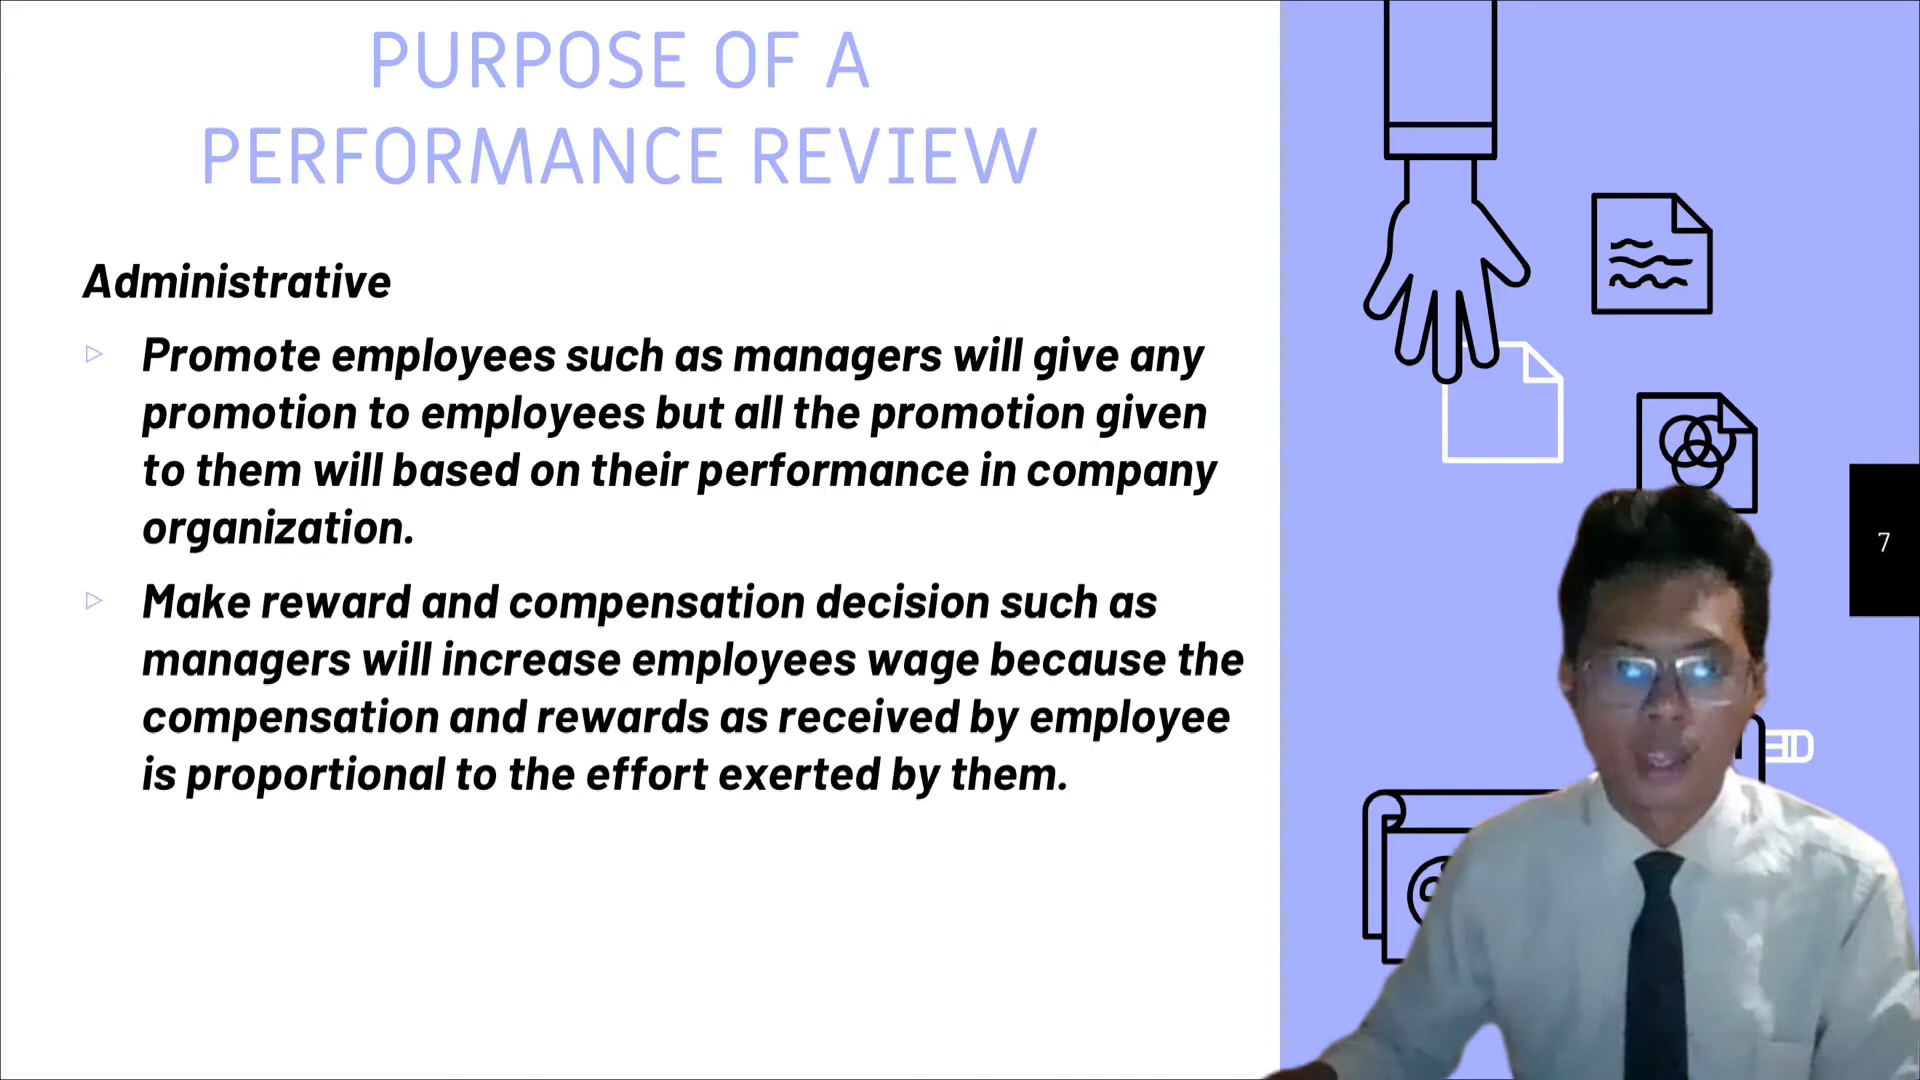 PURPOSE OF A
PERFORMANCE REVIEW
Administrative
Promote employees such as managers will give any
promotion to employees but all the promotion given
to them will based on their performance in company
organization.
Make reward and compensation decision such as
managers will increase employees wage because the
compensation and rewards as received by employee
is proportional to the effort exerted by them.
7